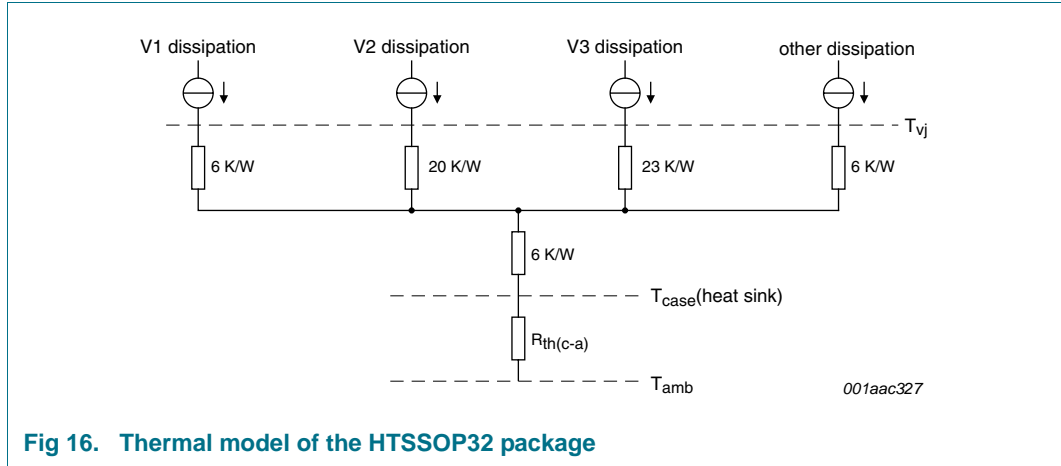 V1 dissipation V2 dissipation V3 dissipation other dissipation
Tvj
6 K/W 20 K/W 23 K/W 6 K/W
6 K/W
Tcase(heat sink)
Rth(c-a)
Tamb
001aac327
Fig 16. Thermal model of the HTSSOP32 package